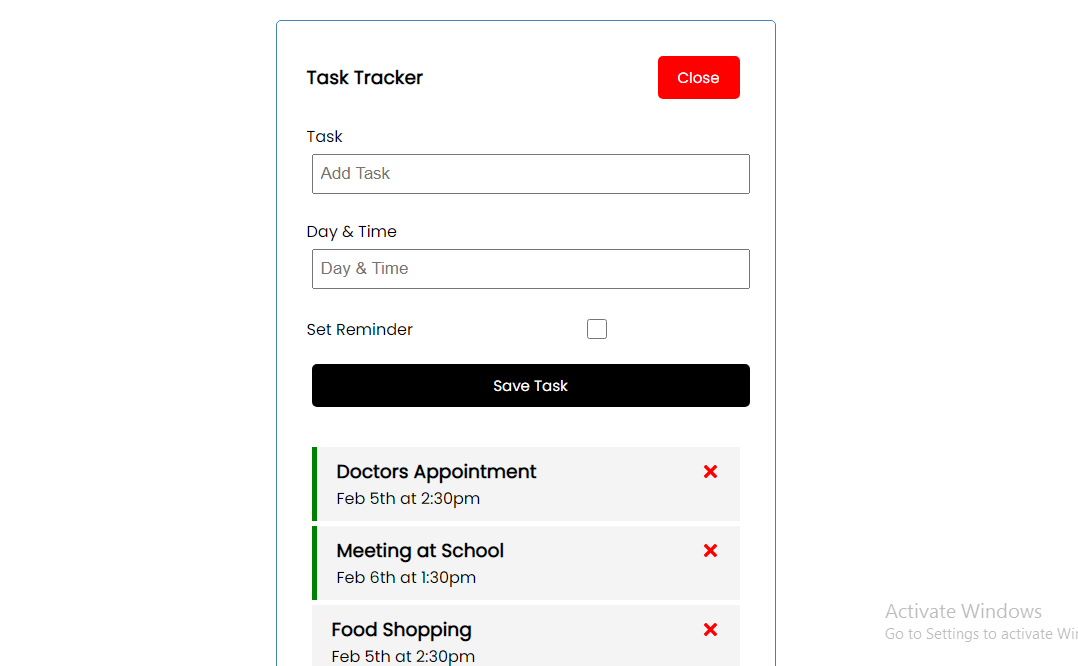 Task Tracker
Close
Task
Add Task
Day & Time
Day & Time
Set Reminder
Save Task
Doctors Appointment
Feb 5th at 2:30pm
Meeting at School
Feb 6th at 1:30pm
Food Shopping
Feb 5th at 2:30pm
Activate Windows
Go to Settings to activate Wi